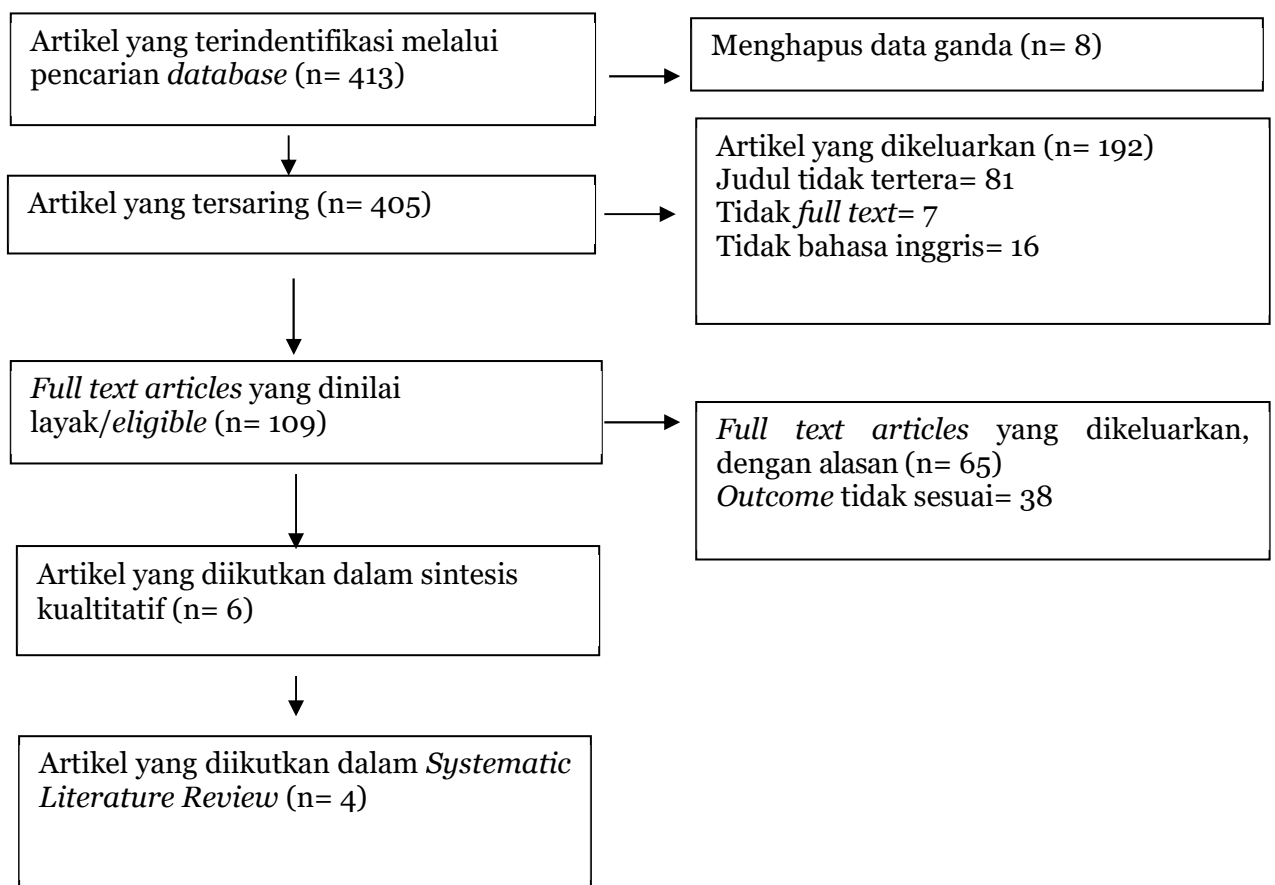 Artikel yang terindentifikasi melalui
pencarian database (n= 413)
Menghapus data ganda (n= 8)
Artikel yang tersaring (n= 405)
Artikel yang dikeluarkan (n= 192)
Judul tidak tertera= 81
Tidak full text= 7
Tidak bahasa inggris= 16
Full text articles yang dinilai
layak/eligible (n= 109)
Full text articles yang dikeluarkan,
dengan alasan (n= 65)
Outcome tidak sesuai= 38
Artikel yang diikutkan dalam sintesis
kualtitatif (n= 6)
Artikel yang diikutkan dalam Systematic
Literature Review (n= 4)